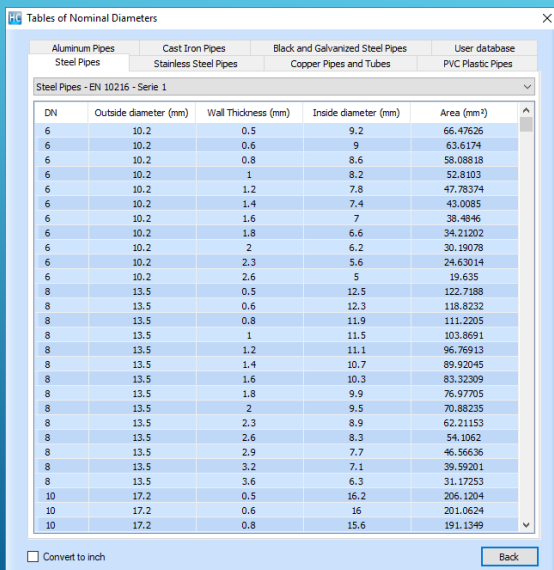 HC Tables of Nominal Diameters
Aluminum Pipes Cast Iron Pipes Black and Galvanized Steel Pipes User database
Steel Pipes Stainless Steel Pipes Copper Pipes and Tubes PVC Plastic Pipes
Steel Pipes - EN 10216 - Serie 1
DN Outside diameter (mm) Wall Thickness (mm) Inside diameter (mm) Area (mm²)
6 10.2 0.5 9.2 66.47626
6 10.2 0.6 9 63.6174
6 10.2 0.8 8.6 58.08818
6 10.2 1 8.2 52.8103
6 10.2 1.2 7.8 47.78374
6 10.2 1.4 7.4 43.0085
6 10.2 1.6 7 38.4846
6 10.2 1.8 6.6 34.21202
6 10.2 2 6.2 30.19078
6 10.2 2.3 5.6 24.63014
6 10.2 2.6 5 19.635
8 13.5 0.5 12.5 122.7188
8 13.5 0.6 12.3 118.8232
8 13.5 0.8 11.9 111.2205
8 13.5 1 11.5 103.8691
8 13.5 1.2 11.1 96.76913
8 13.5 1.4 10.7 89.92045
8 13.5 1.6 10.3 83.32309
8 13.5 1.8 9.9 76.97705
8 13.5 2 9.5 70.88235
8 13.5 2.3 8.9 62.21153
8 13.5 2.6 8.3 54.1062
8 13.5 2.9 7.7 46.56636
8 13.5 3.2 7.1 39.59201
8 13.5 3.6 6.3 31.17253
10 17.2 0.5 16.2 206.1204
10 17.2 0.6 16 201.0624
10 17.2 0.8 15.6 191.1349
Convert to inch Back